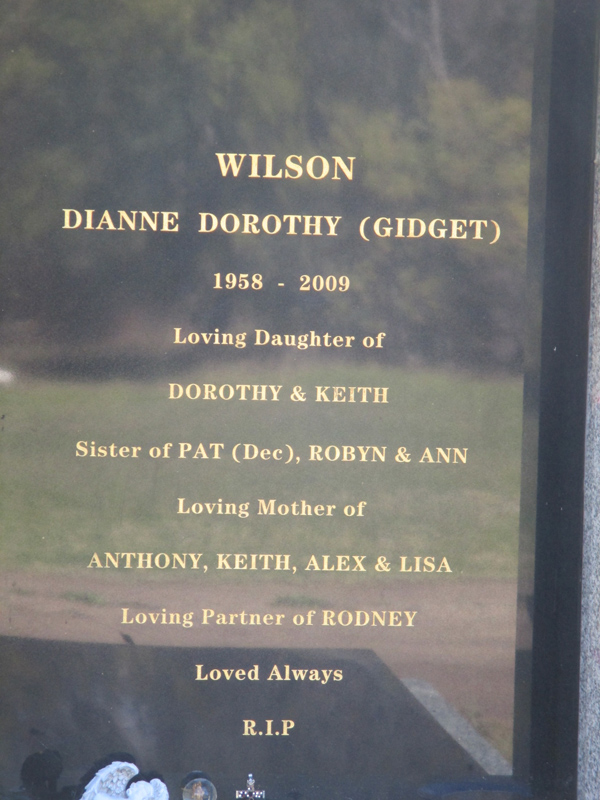 WILSON
DIANNE DOROTHY (GIDGET)
1958 - 2009
Loving Daughter of
DOROTHY & KEITH
Sister of PAT (Dec), ROBYN & ANN
Loving Mother of
ANTHONY, KEITH, ALEX & LISA
Loving Partner of RODNEY
Loved Always
R.I.P